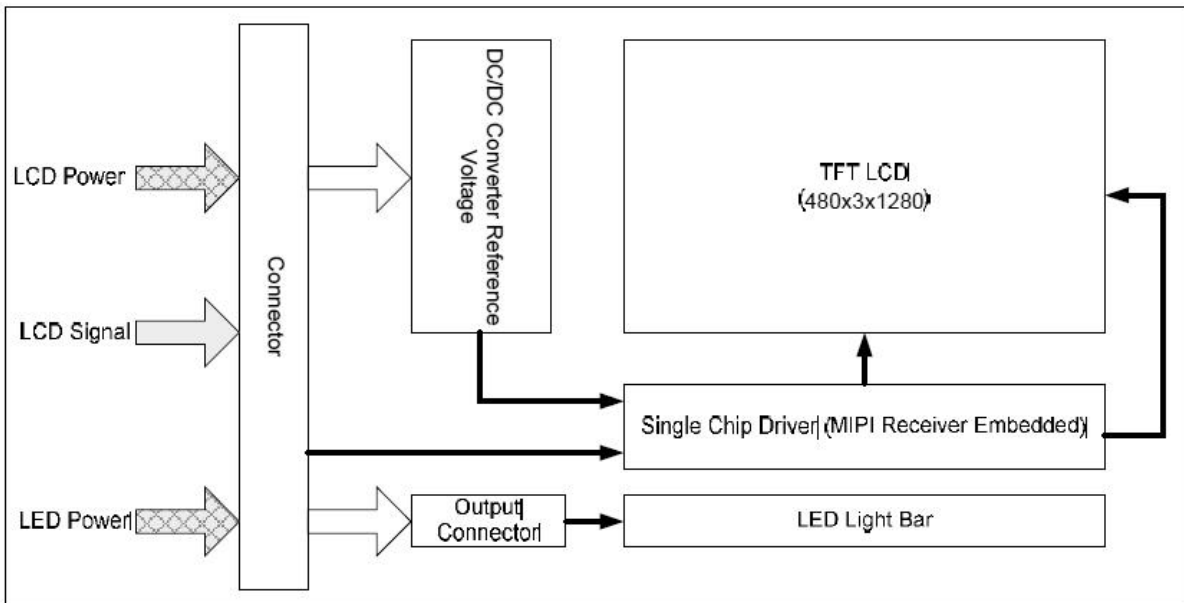 LCD Power
LCD Signal
LED Power
Connector
DC/DC Converter Reference
Voltage
TFT LCD
(480x3x1280)
Single Chip Driver (MIPI Receiver Embedded)
Output
Connector
LED Light Bar